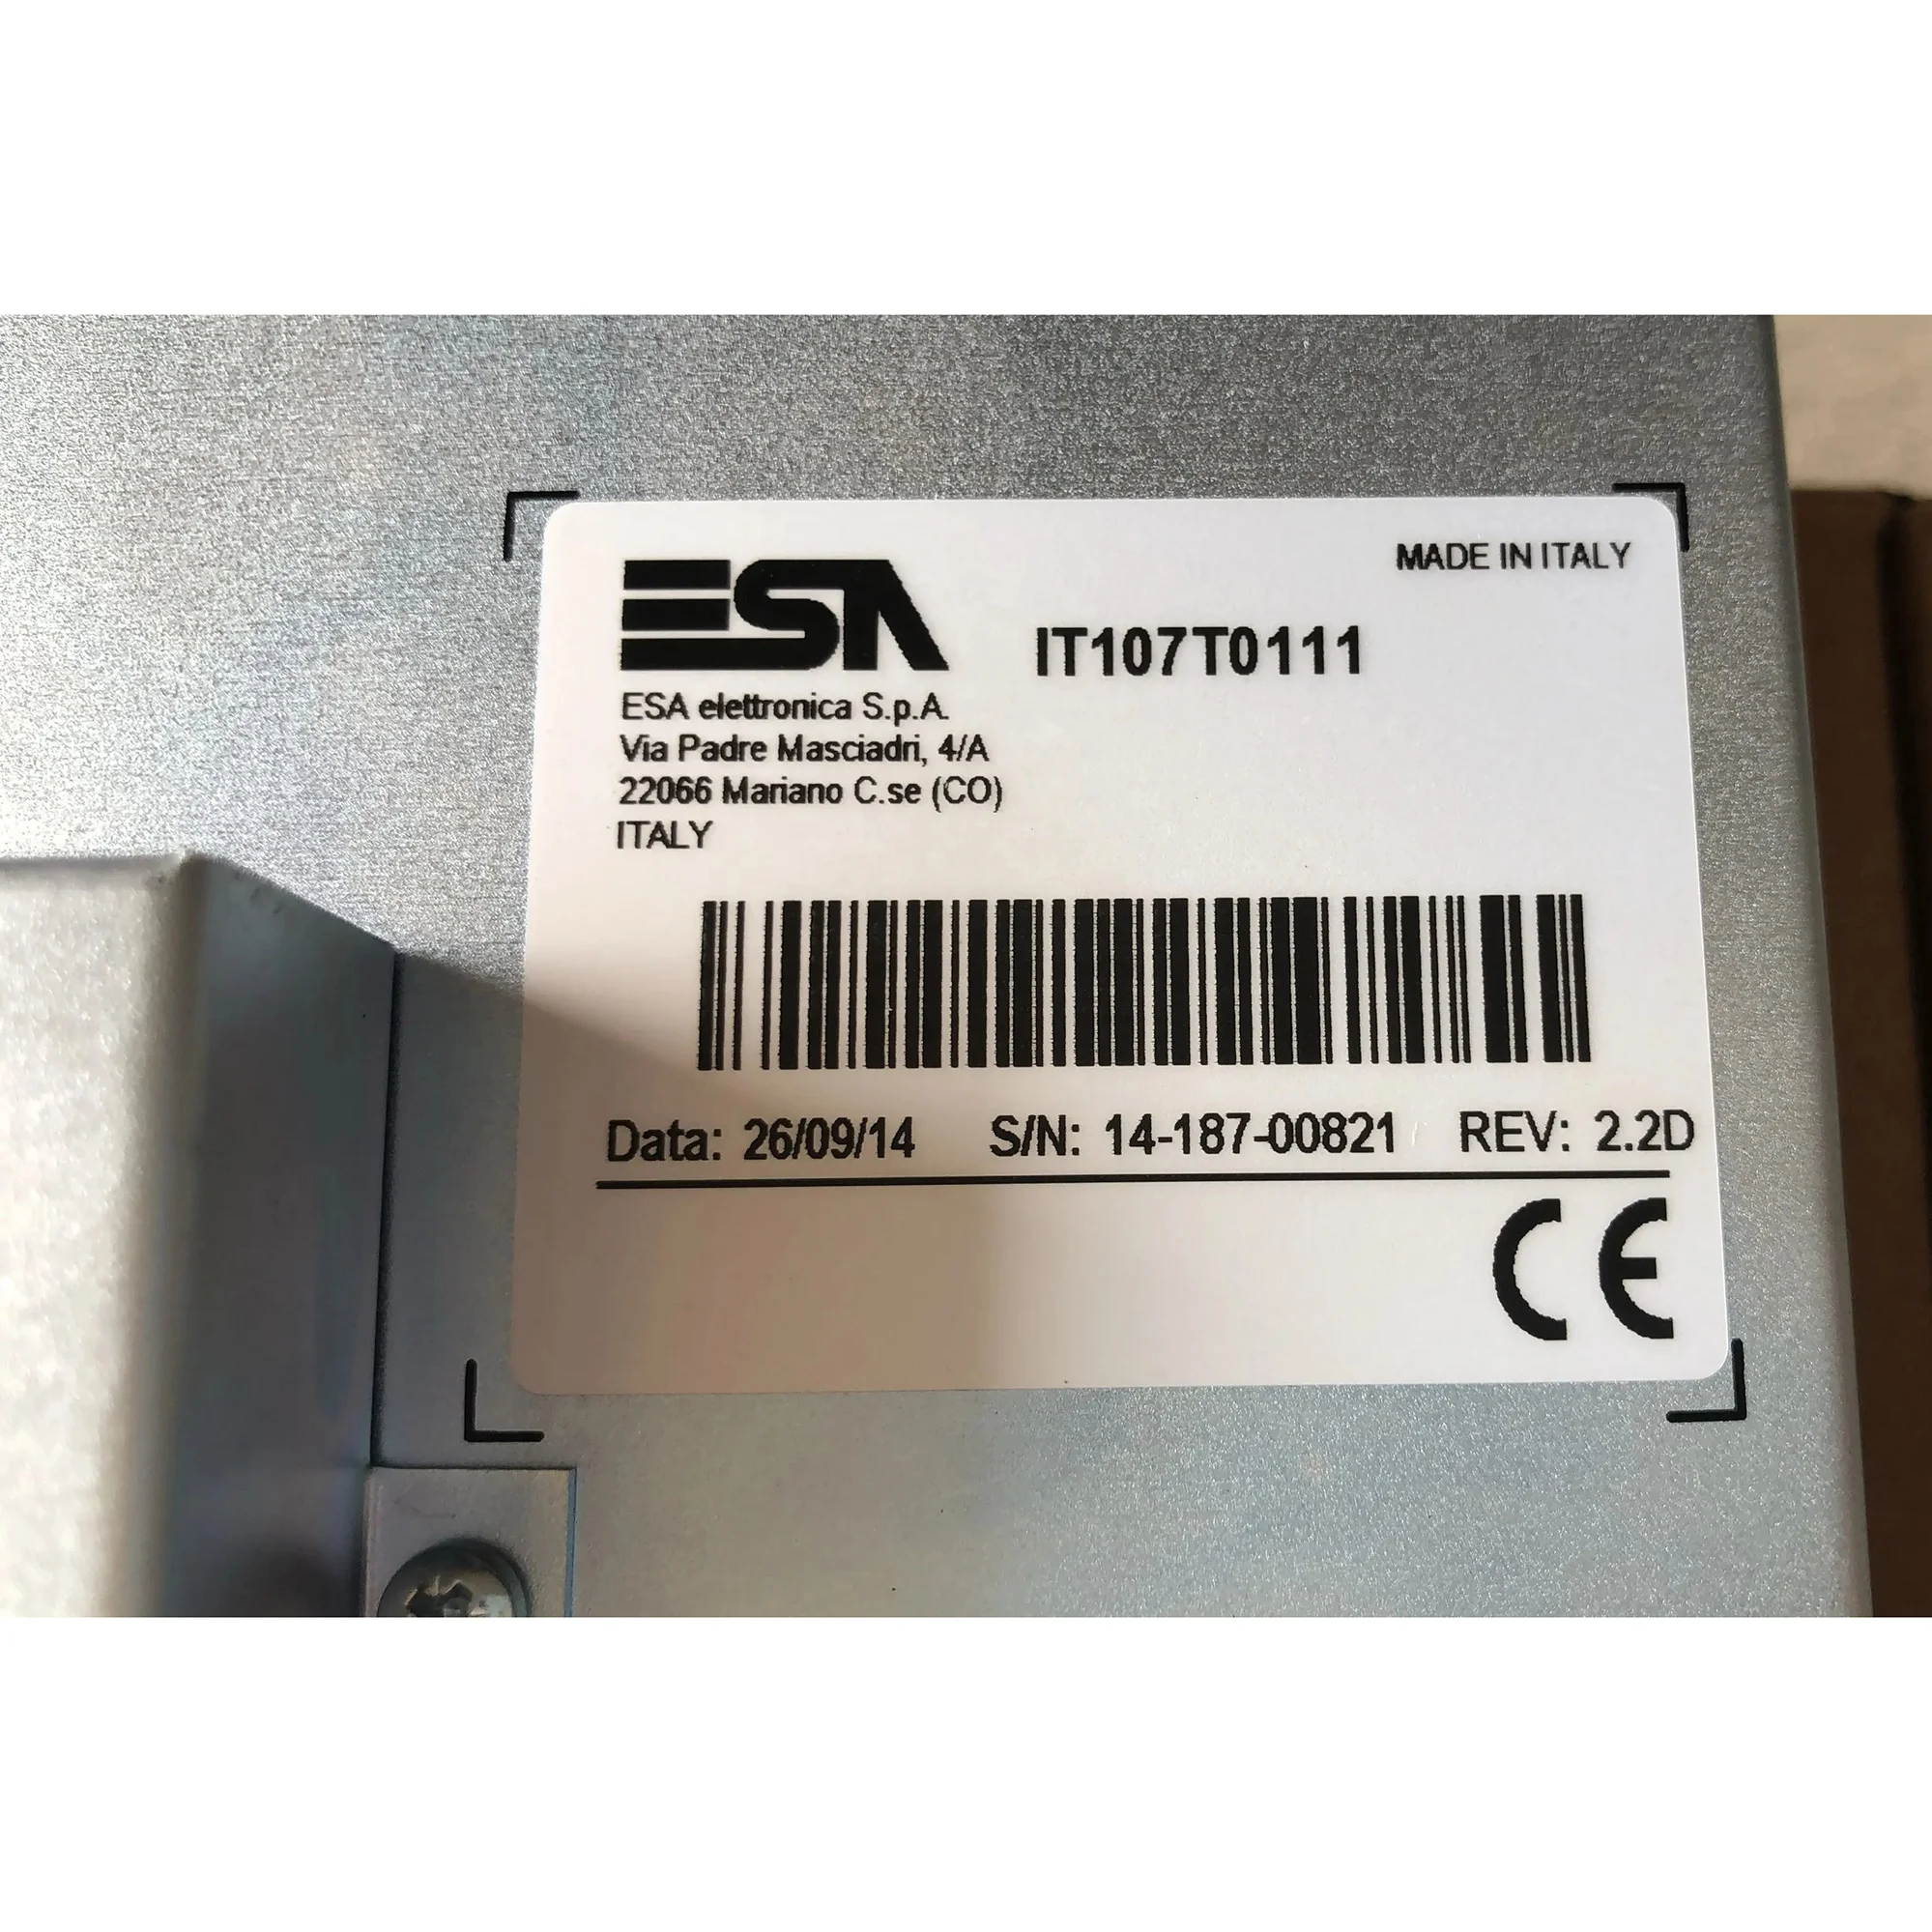 MADE IN ITALY
ESA
IT107T0111
ESA elettronica S.p.A.
Via Padre Masciadri, 4/A
22066 Mariano C.se (CO)
ITALY
Data: 26/09/14 S/N: 14-187-00821 REV: 2.2D
CE